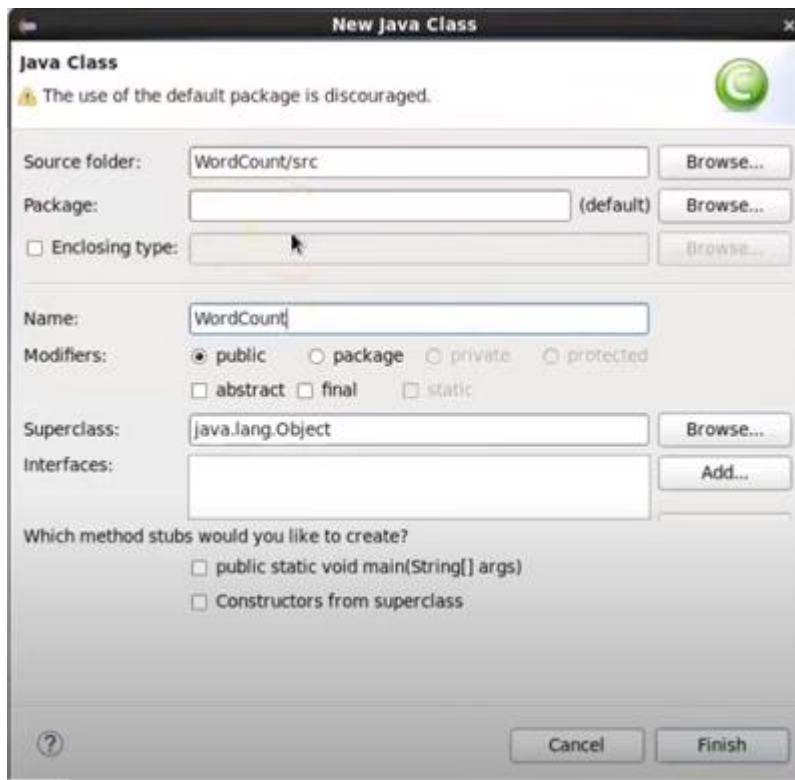 New Java Class
Java Class
The use of the default package is discouraged.
Source folder: WordCount/src Browse...
Package: (default) Browse...
Enclosing type: Browse...
Name: WordCount
Modifiers: public package private protected
abstract final static
Superclass: java.lang.Object Browse...
Interfaces: Add...
Which method stubs would you like to create?
public static void main(String[] args)
Constructors from superclass
? Cancel Finish